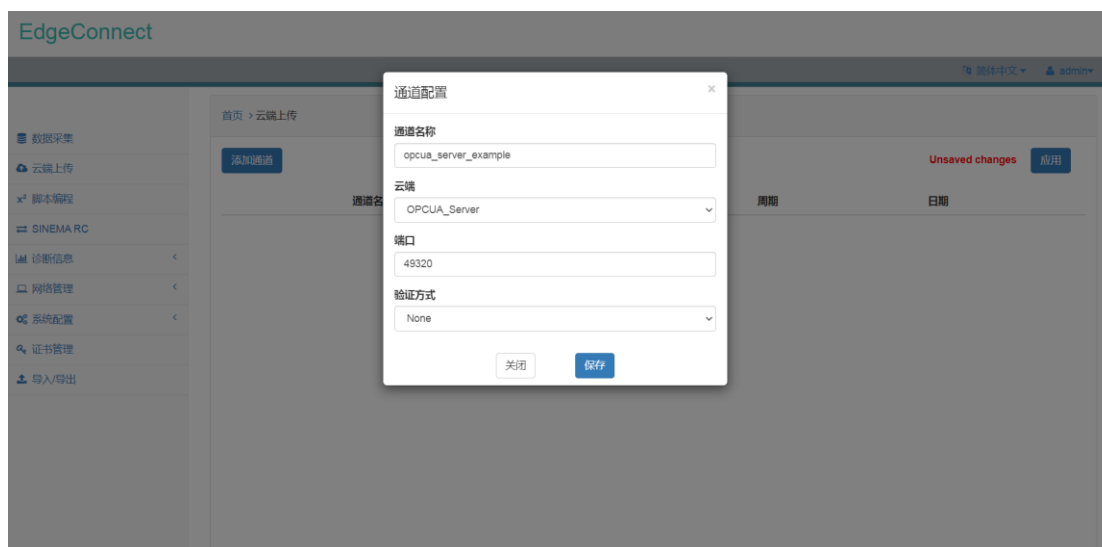 EdgeConnect
简体中文 admin
通道配置 ×
首页 > 云端上传
数据采集
云端上传
x² 脚本编程
SINEMA RC
诊断信息
网络管理
系统配置
证书管理
导入/导出
添加通道
Unsaved changes 应用
通道名
周期
日期
通道名称
opcua_server_example
云端
OPCUA_Server
端口
49320
验证方式
None
关闭 保存